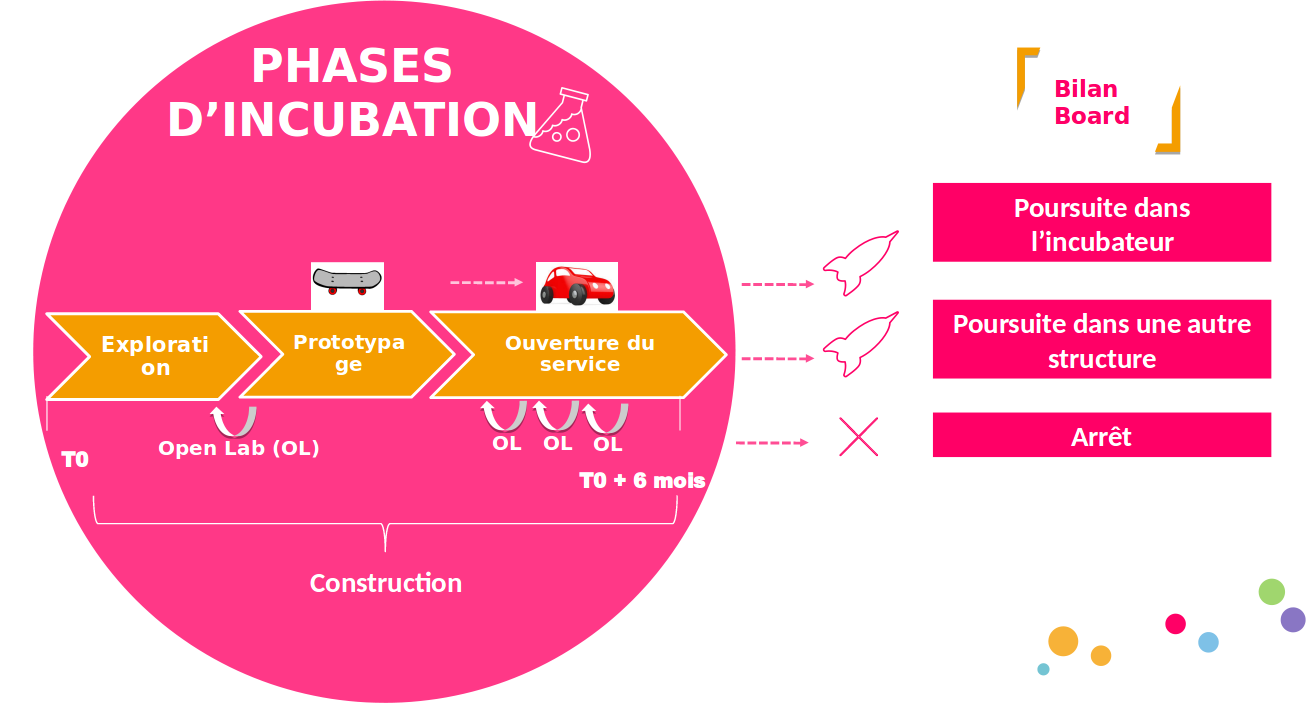 PHASES
D’INCUBATION
Bilan
Board
Poursuite dans
l’incubateur
Poursuite dans une autre
structure
Arrêt
Explorati
on
Prototypa
ge
Ouverture du
service
Open Lab (OL)
OL
OL
OL
T0
T0 + 6 mois
Construction